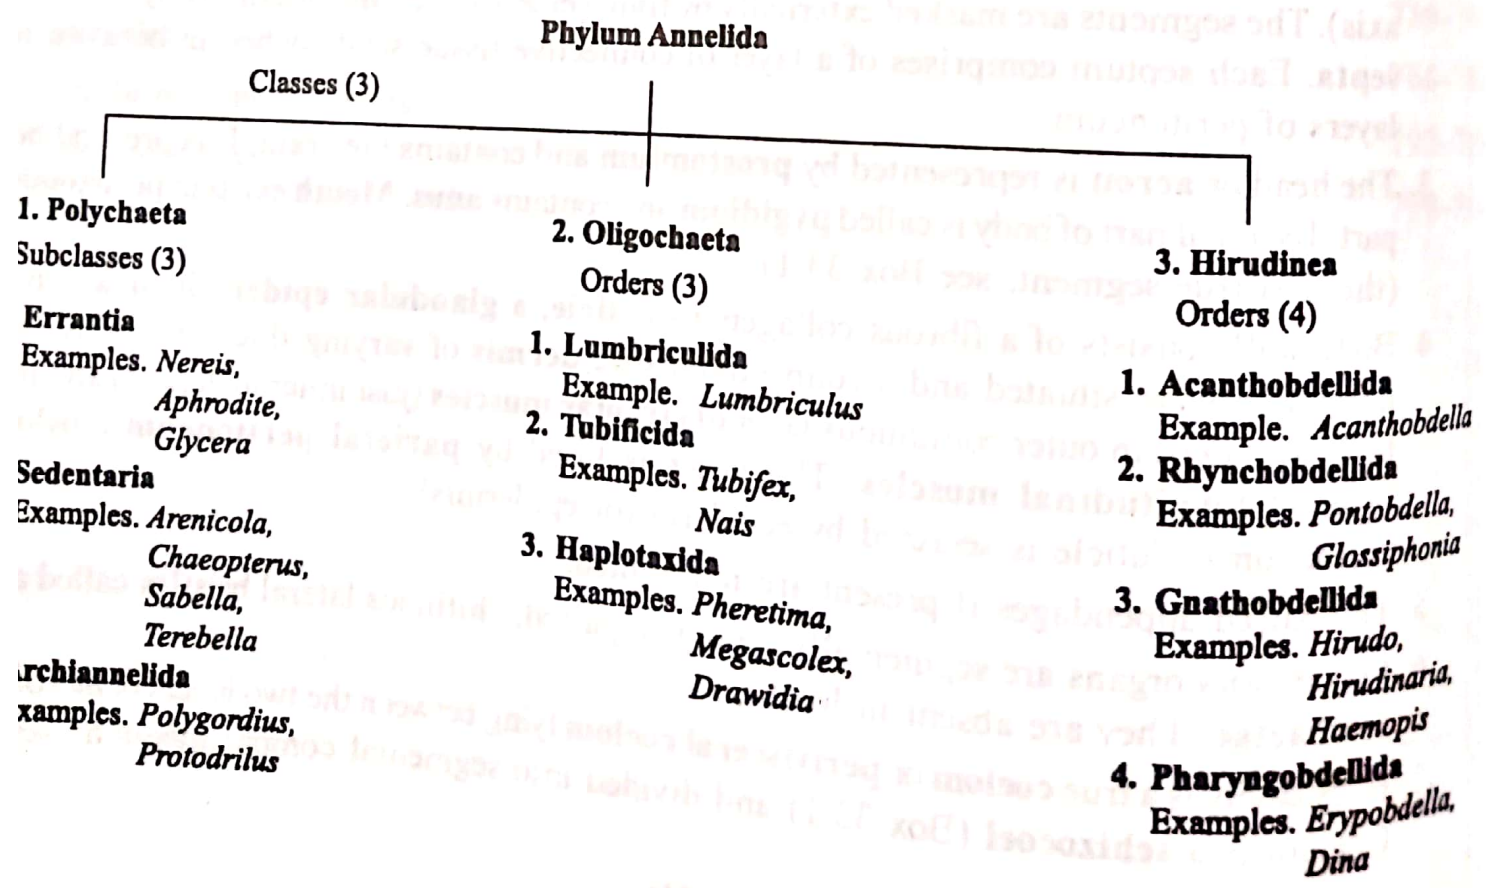 Phylum Annelida
Classes (3)
1. Polychaeta
Subclasses (3)
Errantia
Examples. Nereis,
Aphrodite,
Glycera
Sedentaria
Examples. Arenicola,
Chaeopterus,
Sabella,
Terebella
rchiannelida
xamples. Polygordius,
Protodrilus
2. Oligochaeta
Orders (3)
1. Lumbriculida
Example. Lumbriculus
2. Tubificida
Examples. Tubifex,
Nais
3. Haplotaxida
Examples. Pheretima,
Megascolex,
Drawidia
3. Hirudinea
Orders (4)
1. Acanthobdellida
Example. Acanthobdella
2. Rhynchobdellida
Examples. Pontobdella,
Glossiphonia
3. Gnathobdellida
Examples. Hirudo,
Hirudinaria,
Haemopis
4. Pharyngobdellida
Examples. Erypobdella,
Dina